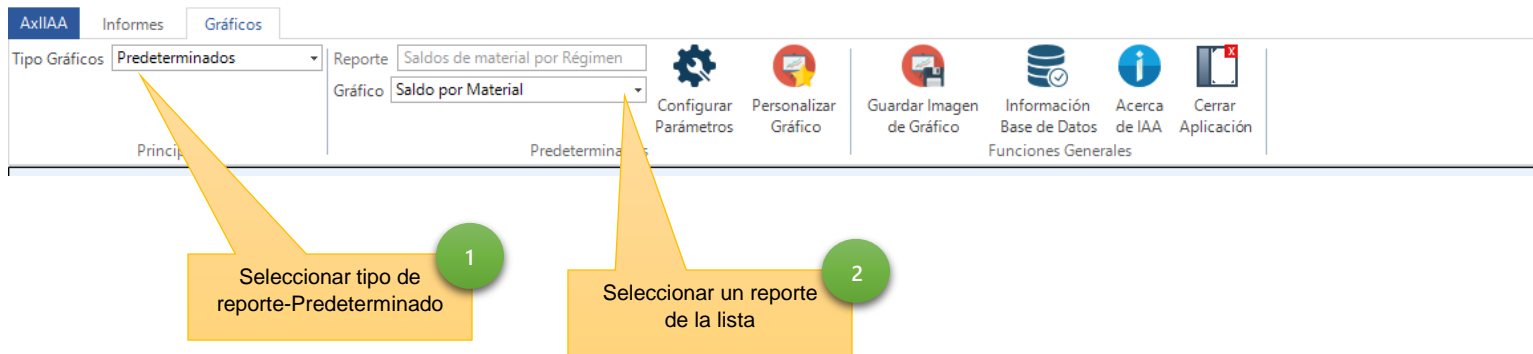 AxIIAA Informes Gráficos
Tipo Gráficos Predeterminados
Reporte Saldos de material por Régimen
Gráfico Saldo por Material
Configurar
Parámetros
Personalizar
Gráfico
Guardar Imagen
de Gráfico
Información
Base de Datos
Acerca
de IAA
Cerrar
Aplicación
Funciones Generales
1
Seleccionar tipo de
reporte-Predeterminado
2
Seleccionar un reporte
de la lista